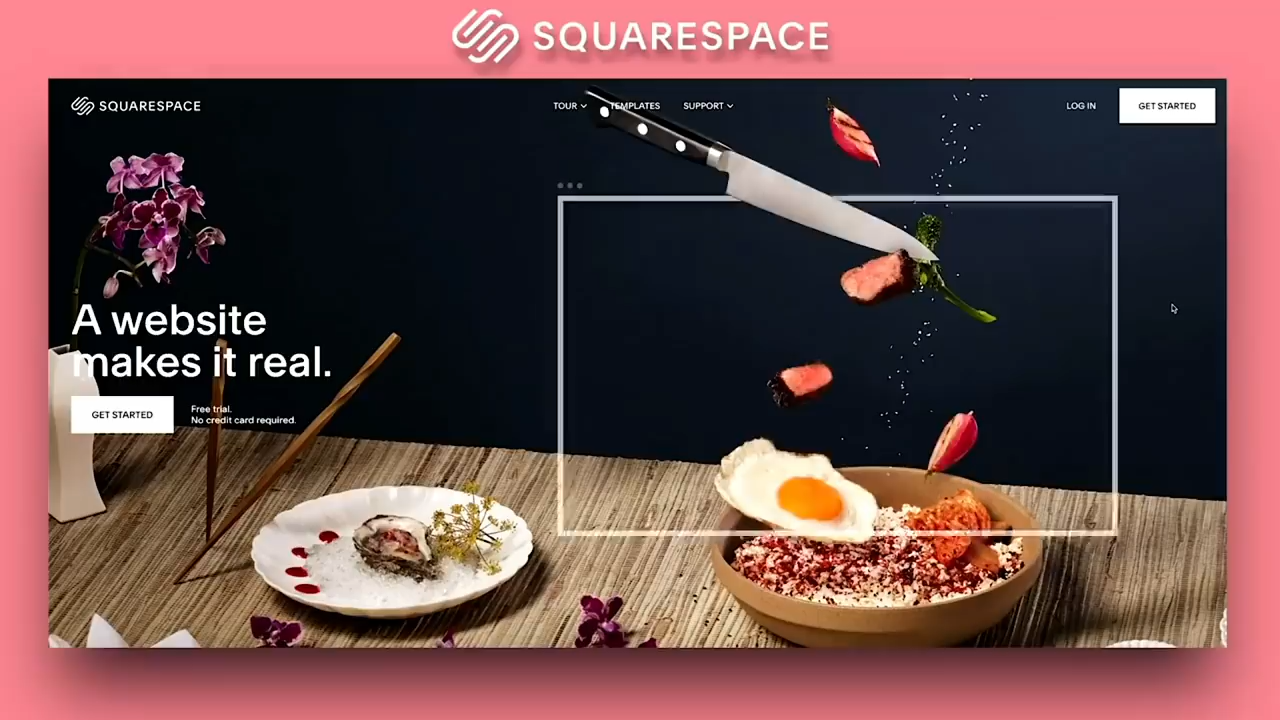 SQUARESPACE
SQUARESPACE
TOUR
TEMPLATES
SUPPORT
LOG IN
GET STARTED
A website
makes it real.
GET STARTED
Free trial.
No credit card required.